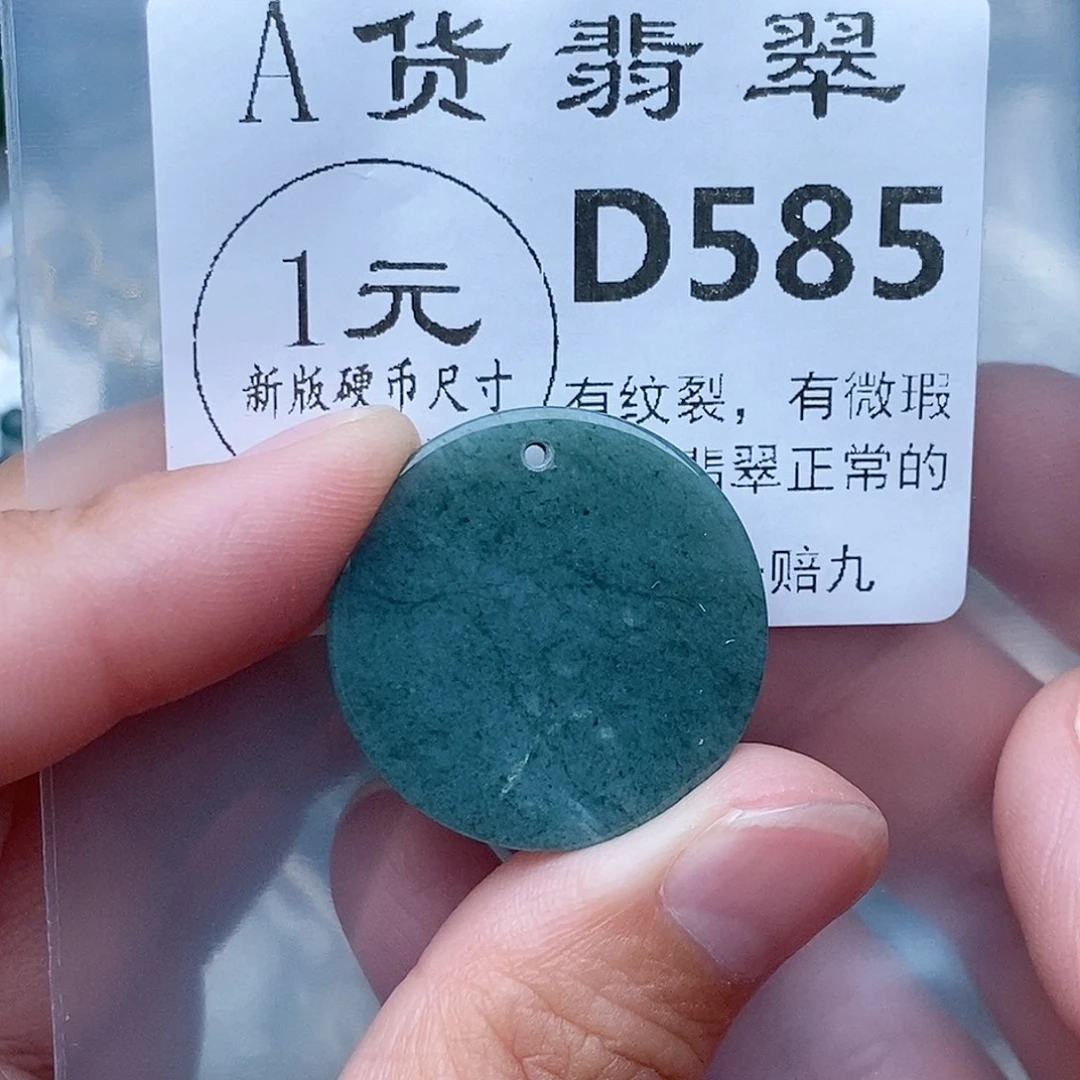 A货翡翠
D585
1元
新版硬币尺寸
有纹裂，有微瑕
翡翠正常的
赔九